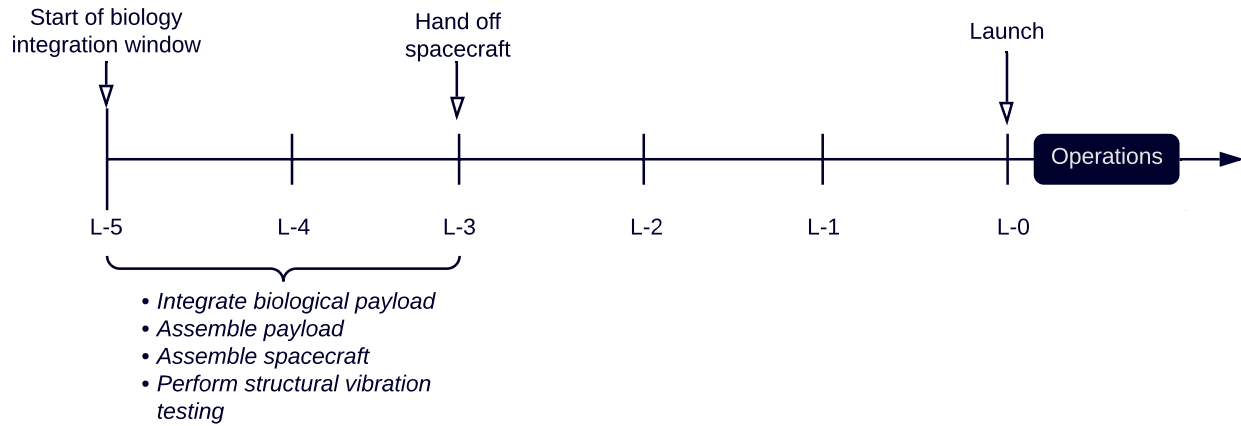 Start of biology
integration window
Hand off
spacecraft
Launch
Operations
L-5
L-4
L-3
L-2
L-1
L-0
• Integrate biological payload
• Assemble payload
• Assemble spacecraft
• Perform structural vibration
testing